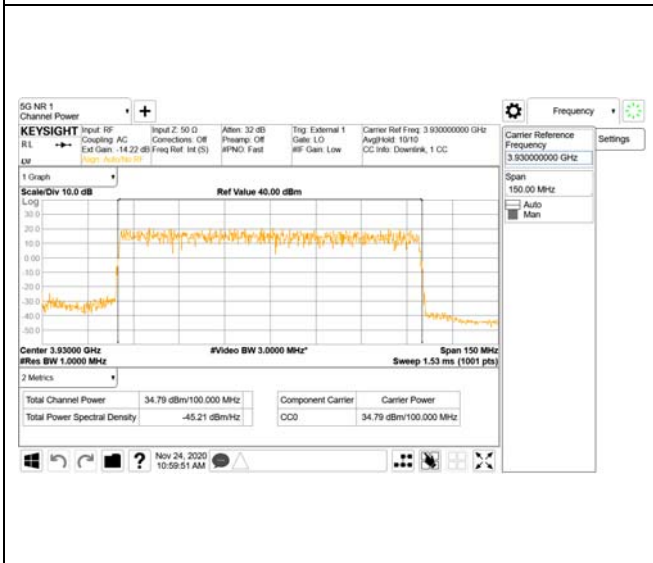 5G NR 1
Channel Power
Frequency
KEYSIGHT
Input: RF
Coupling: AC
Ext Gain: -14.22 dB
Align: Auto/No RF
Input Z: 50 Ω
Corrections: Off
Freq Ref: Int (S)
Atten: 32 dB
Preamp: Off
#PNO: Fast
Trig: External 1
Gate: LO
#IF Gain: Low
Carrier Ref Freq: 3.930000000 GHz
Avg|Hold: 10/10
CC Info: Downlink, 1 CC
RL
Carrier Reference
Frequency
3.930000000 GHz
Settings
Span
150.00 MHz
Auto
Man
1 Graph
Scale/Div 10.0 dB
Ref Value 40.00 dBm
Log
30.0
20.0
10.0
0.00
-10.0
-20.0
-30.0
-40.0
-50.0
Center 3.93000 GHz
#Video BW 3.0000 MHz*
Span 150 MHz
#Res BW 1.0000 MHz
Sweep 1.53 ms (1001 pts)
2 Metrics
Total Channel Power 34.79 dBm/100.000 MHz
Total Power Spectral Density -45.21 dBm/Hz
Component Carrier Carrier Power
CC0 34.79 dBm/100.000 MHz
?
Nov 24, 2020
10:59:51 AM